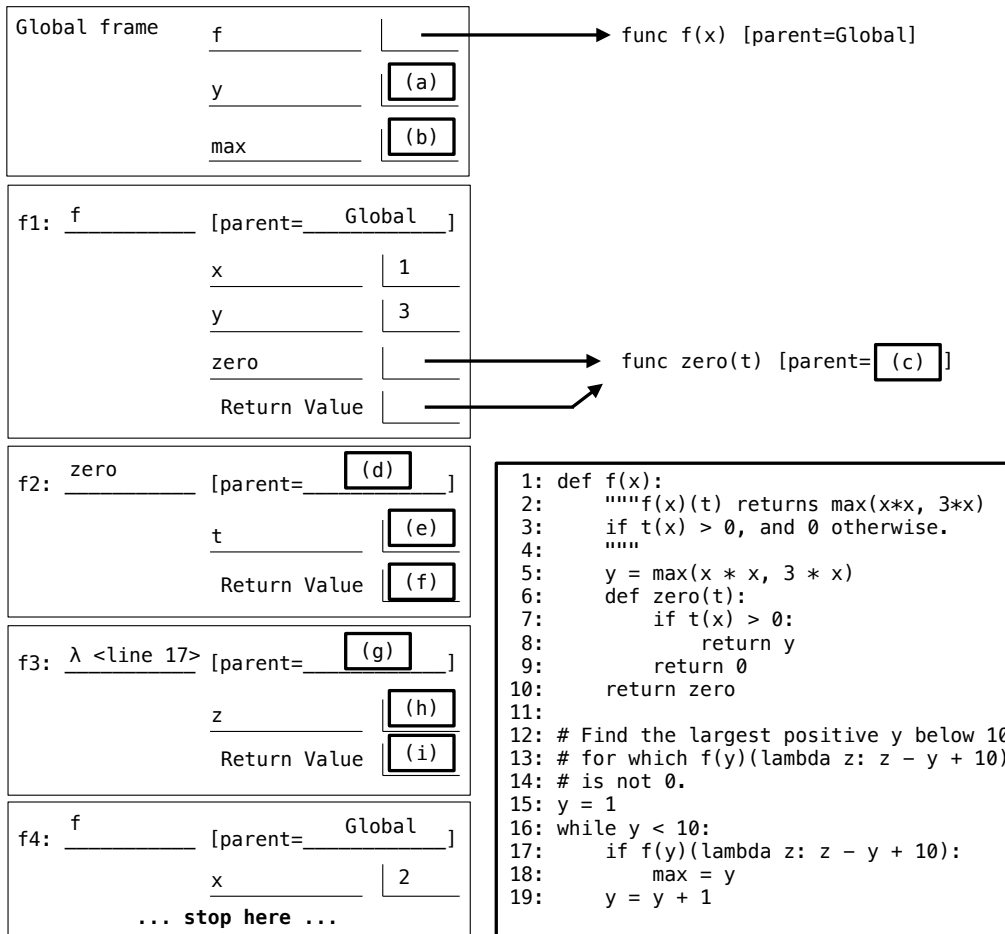 Global frame
f
func f(x) [parent=Global]
y
(a)
max
(b)
f1: f [parent=Global]
x 1
y 3
zero
func zero(t) [parent= (c) ]
Return Value
f2: zero [parent= (d) ]
t (e)
Return Value (f)
f3: λ <line 17> [parent= (g) ]
z (h)
Return Value (i)
f4: f [parent=Global]
x 2
... stop here ...
1: def f(x):
2:     """f(x)(t) returns max(x*x, 3*x)
3:     if t(x) > 0, and 0 otherwise.
4:     """
5:     y = max(x * x, 3 * x)
6:     def zero(t):
7:         if t(x) > 0:
8:             return y
9:         return 0
10:     return zero
11:
12: # Find the largest positive y below 10
13: # for which f(y)(lambda z: z - y + 10)
14: # is not 0.
15: y = 1
16: while y < 10:
17:     if f(y)(lambda z: z - y + 10):
18:         max = y
19:     y = y + 1